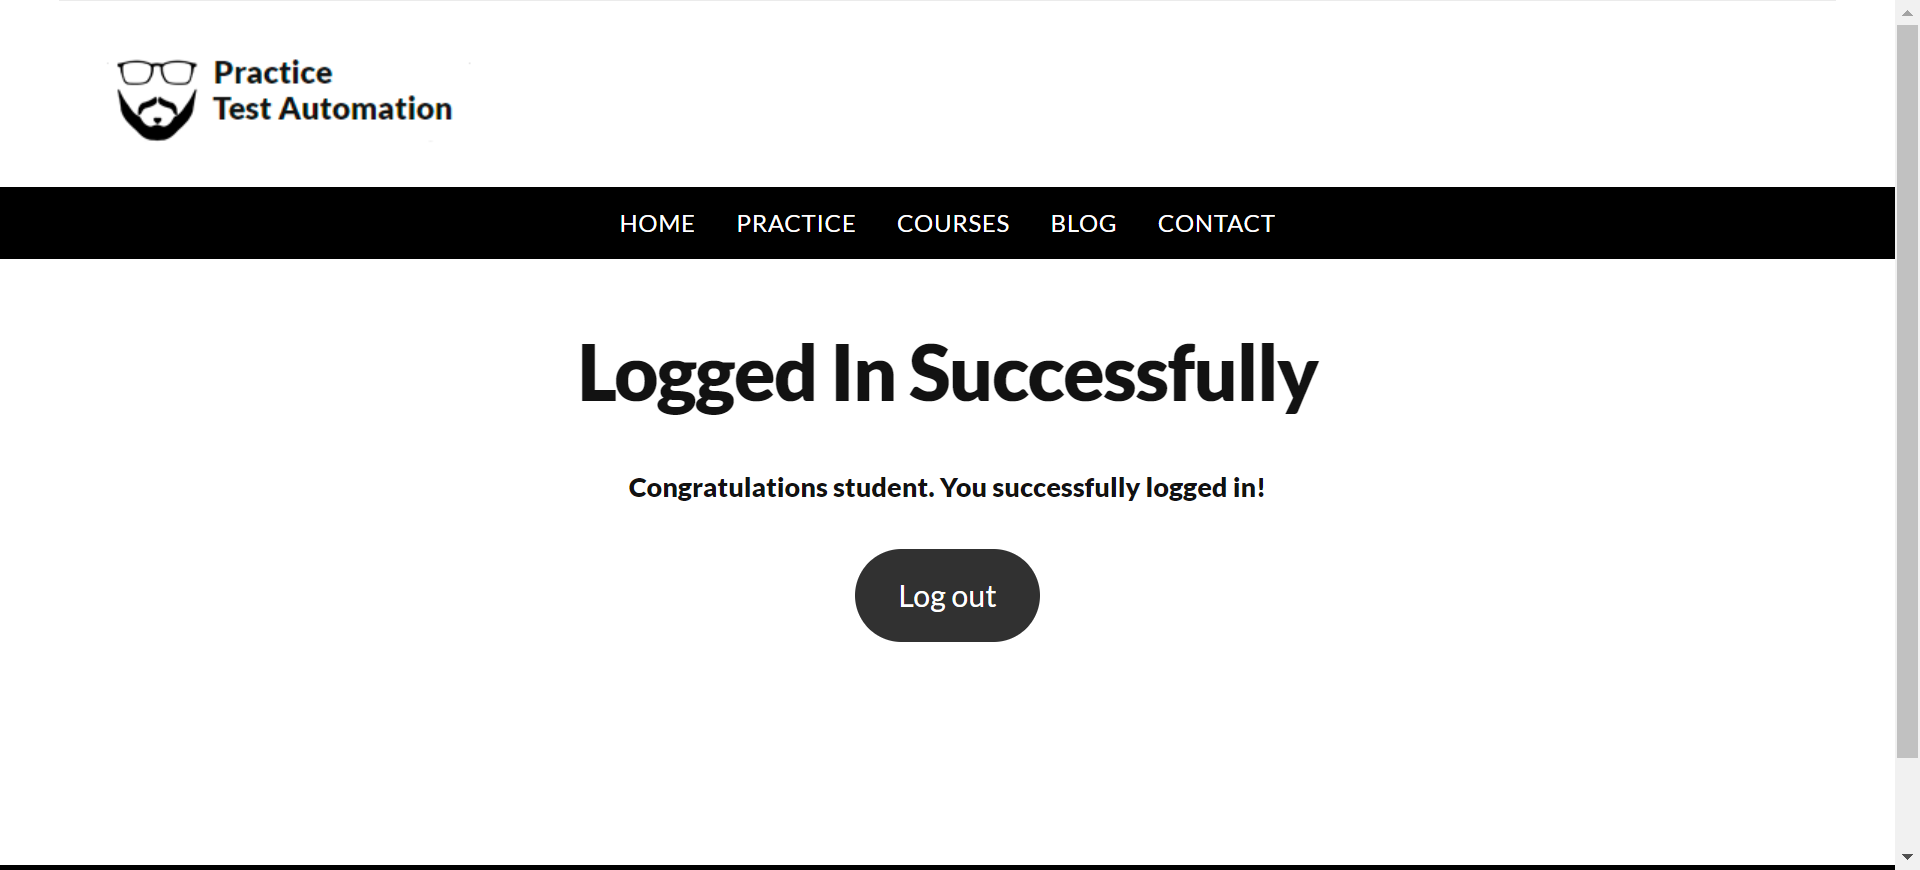 Practice
Test Automation
HOME PRACTICE COURSES BLOG CONTACT
Logged In Successfully
Congratulations student. You successfully logged in!
Log out